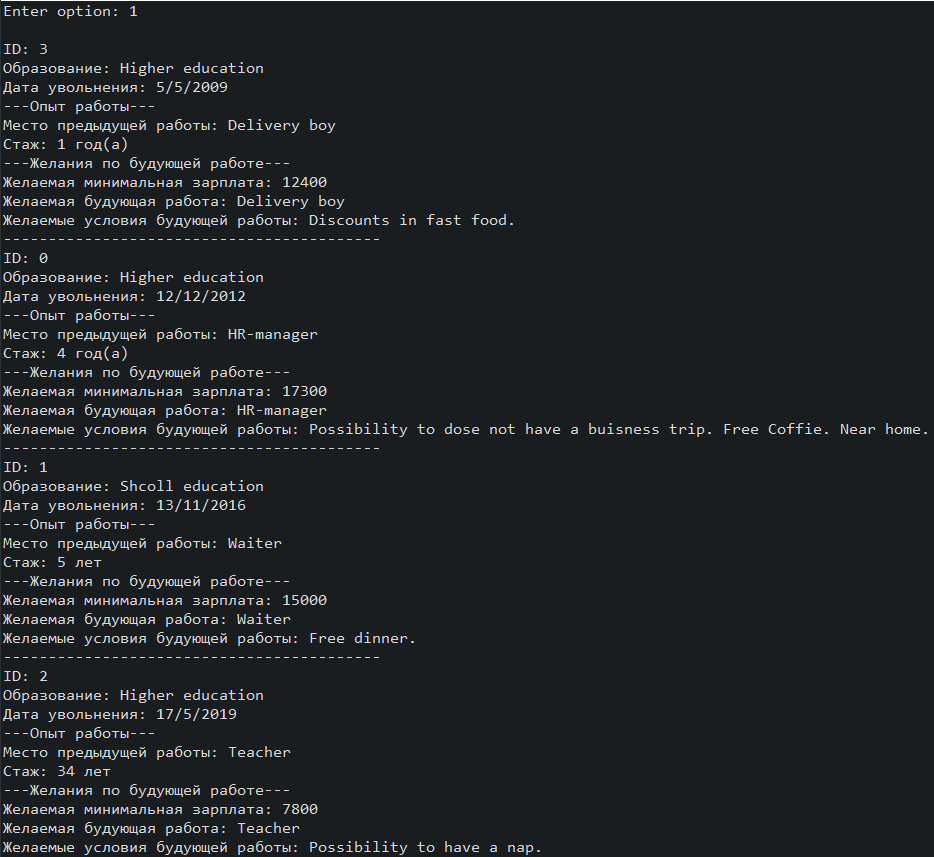 Enter option: 1
ID: 3
Образование: Higher education
Дата увольнения: 5/5/2009
---Опыт работы---
Место предыдущей работы: Delivery boy
Стаж: 1 год(а)
---Желания по будующей работе---
Желаемая минимальная зарплата: 12400
Желаемая будующая работа: Delivery boy
Желаемые условия будующей работы: Discounts in fast food.
------------------------------------------
ID: 0
Образование: Higher education
Дата увольнения: 12/12/2012
---Опыт работы---
Место предыдущей работы: HR-manager
Стаж: 4 год(а)
---Желания по будующей работе---
Желаемая минимальная зарплата: 17300
Желаемая будующая работа: HR-manager
Желаемые условия будующей работы: Possibility to dose not have a buisness trip. Free Coffie. Near home.
------------------------------------------
ID: 1
Образование: Shcoll education
Дата увольнения: 13/11/2016
---Опыт работы---
Место предыдущей работы: Waiter
Стаж: 5 лет
---Желания по будующей работе---
Желаемая минимальная зарплата: 15000
Желаемая будующая работа: Waiter
Желаемые условия будующей работы: Free dinner.
------------------------------------------
ID: 2
Образование: Higher education
Дата увольнения: 17/5/2019
---Опыт работы---
Место предыдущей работы: Teacher
Стаж: 34 лет
---Желания по будующей работе---
Желаемая минимальная зарплата: 7800
Желаемая будующая работа: Teacher
Желаемые условия будующей работы: Possibility to have a nap.